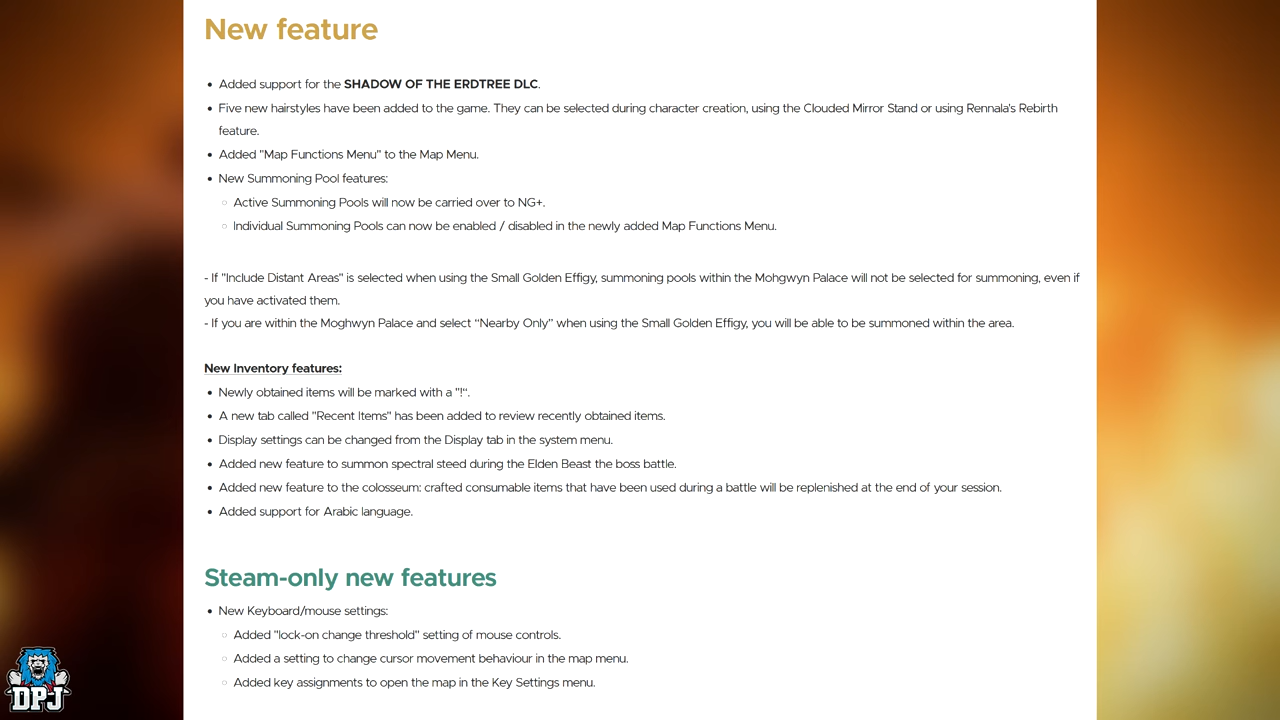 New feature
• Added support for the SHADOW OF THE ERDTREE DLC.
• Five new hairstyles have been added to the game. They can be selected during character creation, using the Clouded Mirror Stand or using Rennala's Rebirth
feature.
• Added "Map Functions Menu" to the Map Menu.
• New Summoning Pool features:
○ Active Summoning Pools will now be carried over to NG+.
○ Individual Summoning Pools can now be enabled / disabled in the newly added Map Functions Menu.
- If "Include Distant Areas" is selected when using the Small Golden Effigy, summoning pools within the Mohgwyn Palace will not be selected for summoning, even if
you have activated them.
- If you are within the Moghwyn Palace and select “Nearby Only” when using the Small Golden Effigy, you will be able to be summoned within the area.
New Inventory features:
• Newly obtained items will be marked with a "!“.
• A new tab called "Recent Items" has been added to review recently obtained items.
• Display settings can be changed from the Display tab in the system menu.
• Added new feature to summon spectral steed during the Elden Beast the boss battle.
• Added new feature to the colosseum: crafted consumable items that have been used during a battle will be replenished at the end of your session.
• Added support for Arabic language.
Steam-only new features
• New Keyboard/mouse settings:
○ Added "lock-on change threshold" setting of mouse controls.
○ Added a setting to change cursor movement behaviour in the map menu.
○ Added key assignments to open the map in the Key Settings menu.
DPJ